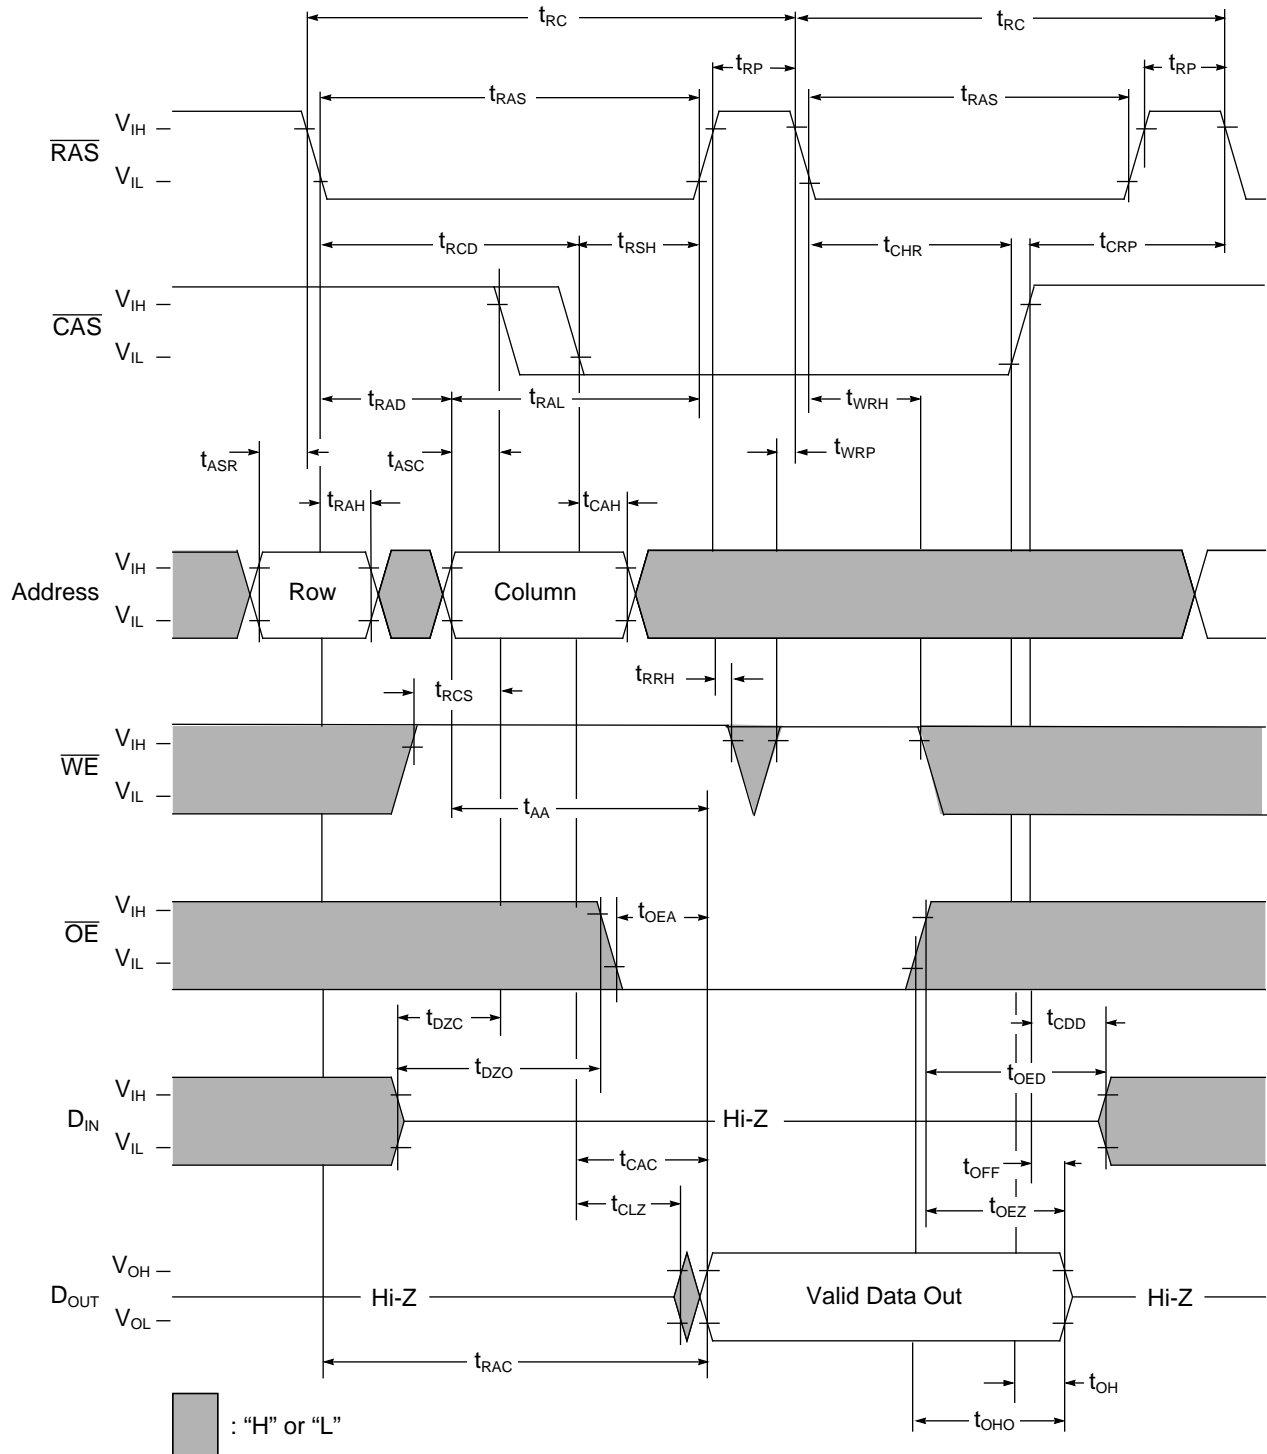 tRC tRC
tRP tRP
tRAS tRAS
RAS VIH
VIL
tRCD tRSH tCHR tCRP
CAS VIH
VIL
tRAD tRAL tWRH
tASR tASC tWRP
tRAH tCAH
Address VIH
VIL
Row Column
tRCS tRRH
WE VIH
VIL
tAA
OE VIH
VIL
tOEA
tDZC tCDD
tDZO tOED
DIN VIH
VIL
Hi-Z
tCAC tOFF
tCLZ tOEZ
DOUT VOH
VOL
Hi-Z Valid Data Out Hi-Z
tRAC
tOH
tOHO
: “H” or “L”